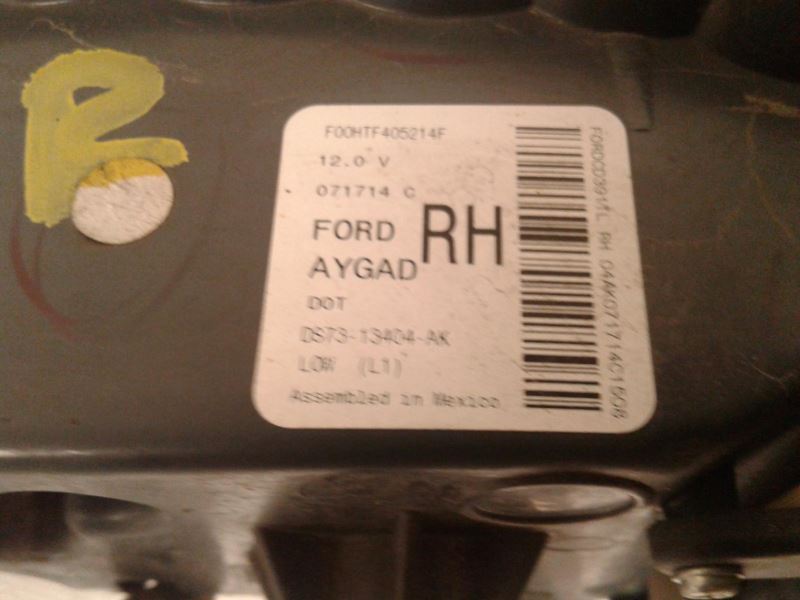 R
F00HTF405214F
12.0 V
071714 C
FORD
RH
AYGAD
DOT
DS73-13404-AK
LOW (L1)
Assembled in Mexico